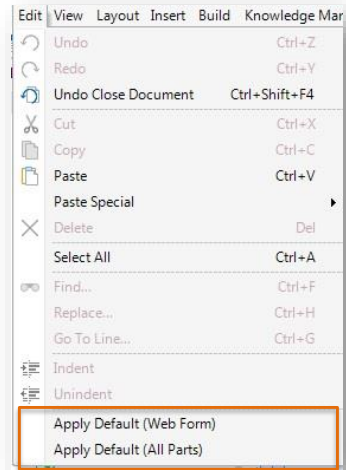 Edit View Layout Insert Build Knowledge Mar
Undo Ctrl+Z
Redo Ctrl+Y
Undo Close Document Ctrl+Shift+F4
Cut Ctrl+X
Copy Ctrl+C
Paste Ctrl+V
Paste Special
Delete Del
Select All Ctrl+A
Find... Ctrl+F
Replace... Ctrl+H
Go To Line... Ctrl+G
Indent
Unindent
Apply Default (Web Form)
Apply Default (All Parts)